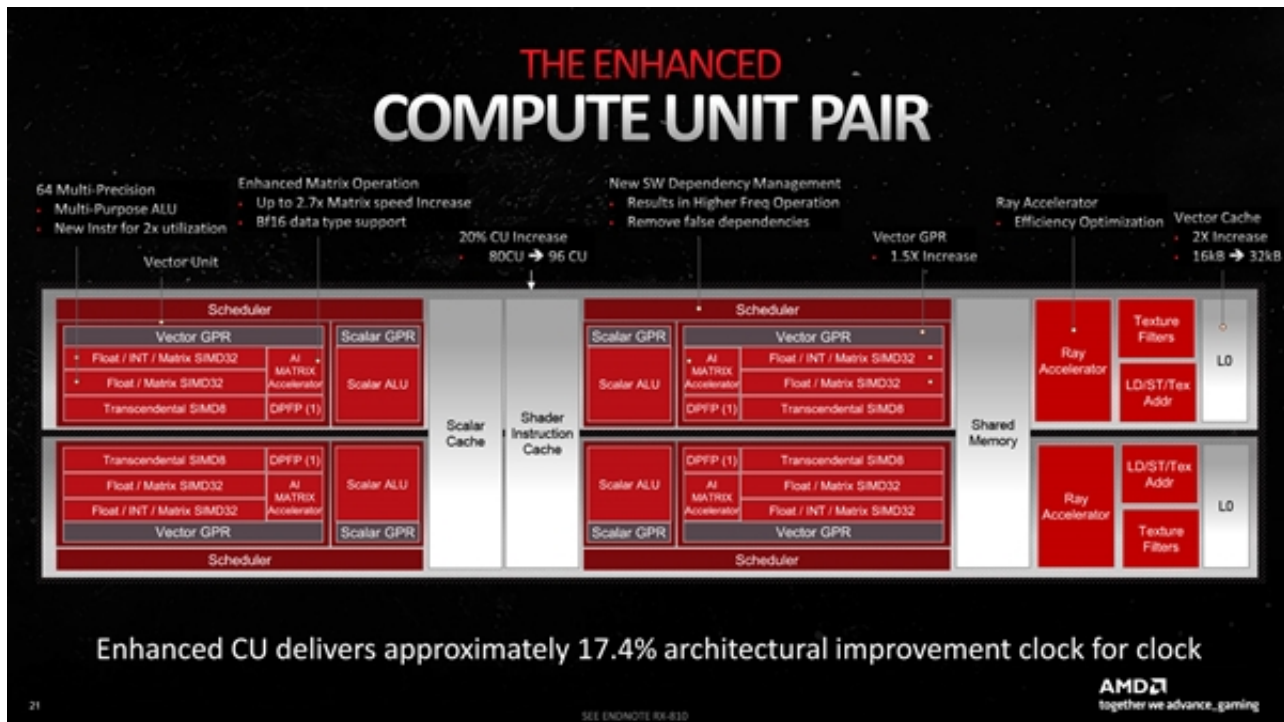 THE ENHANCED
COMPUTE UNIT PAIR
64 Multi-Precision
Multi-Purpose ALU
New Instr for 2x utilization
Vector Unit
Enhanced Matrix Operation
Up to 2.7x Matrix speed Increase
Bf16 data type support
20% CU Increase
80CU → 96 CU
New SW Dependency Management
Results in Higher Freq Operation
Remove false dependencies
Vector GPR
1.5X Increase
Ray Accelerator
Efficiency Optimization
Vector Cache
2X Increase
16kB → 32kB
Scheduler
Vector GPR
Float / INT / Matrix SIMD32
Float / Matrix SIMD32
Transcendental SIMD8
AI
MATRIX
Accelerator
DPFP (1)
Scalar GPR
Scalar ALU
Transcendental SIMD8
Float / Matrix SIMD32
Float / INT / Matrix SIMD32
Vector GPR
DPFP (1)
AI
MATRIX
Accelerator
Scalar ALU
Scalar GPR
Scheduler
Scalar
Cache
Shader
Instruction
Cache
Scheduler
Scalar GPR
Scalar ALU
Vector GPR
AI
MATRIX
Accelerator
DPFP (1)
Float / INT / Matrix SIMD32
Float / Matrix SIMD32
Transcendental SIMD8
Scalar ALU
Scalar GPR
DPFP (1)
AI
MATRIX
Accelerator
Transcendental SIMD8
Float / Matrix SIMD32
Float / INT / Matrix SIMD32
Vector GPR
Scheduler
Shared
Memory
Ray
Accelerator
Texture
Filters
LD/ST/Tex
Addr
L0
Ray
Accelerator
LD/ST/Tex
Addr
Texture
Filters
L0
Enhanced CU delivers approximately 17.4% architectural improvement clock for clock
21
SEE ENDNOTE RX-810
AMD
together we advance_gaming